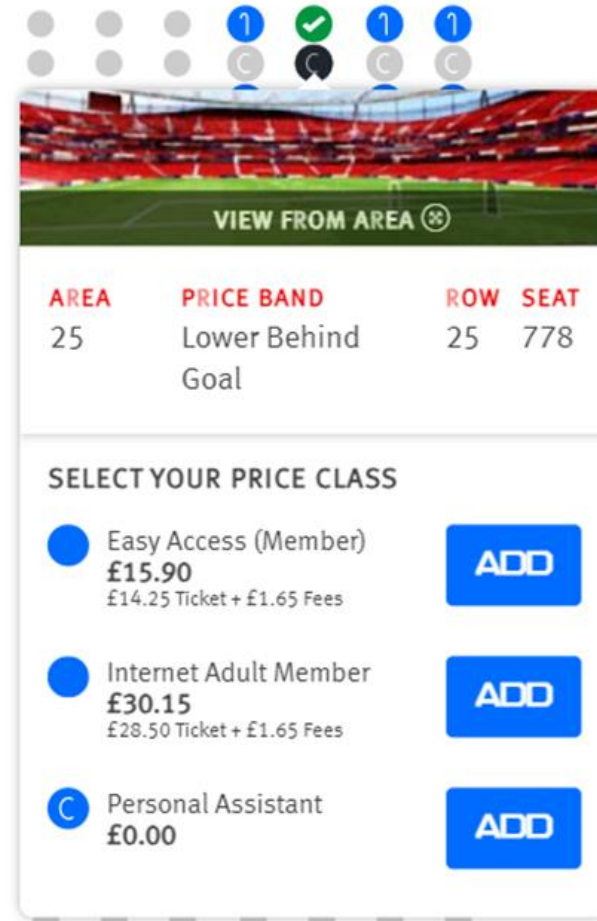 C C C C
VIEW FROM AREA
AREA PRICE BAND ROW SEAT
25 Lower Behind Goal 25 778
SELECT YOUR PRICE CLASS
Easy Access (Member)
£15.90
£14.25 Ticket + £1.65 Fees
ADD
Internet Adult Member
£30.15
£28.50 Ticket + £1.65 Fees
ADD
C Personal Assistant
£0.00
ADD